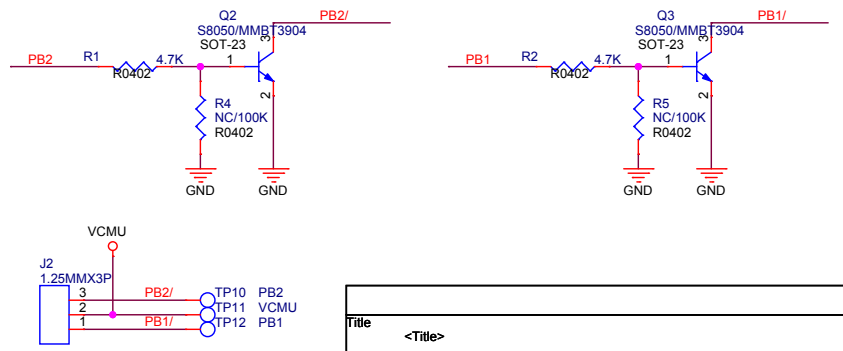 Q2
PB2/
S8050/MMBT3904
SOT-23
3
PB2
R1
4.7K
1
R0402
2
R4
NC/100K
R0402
GND
GND
Q3
PB1/
S8050/MMBT3904
SOT-23
3
PB1
R2
4.7K
1
R0402
2
R5
NC/100K
R0402
GND
GND
VCMU
J2
1.25MMX3P
3
PB2/
TP10 PB2
2
TP11 VCMU
1
PB1/
TP12 PB1
Title
<Title>